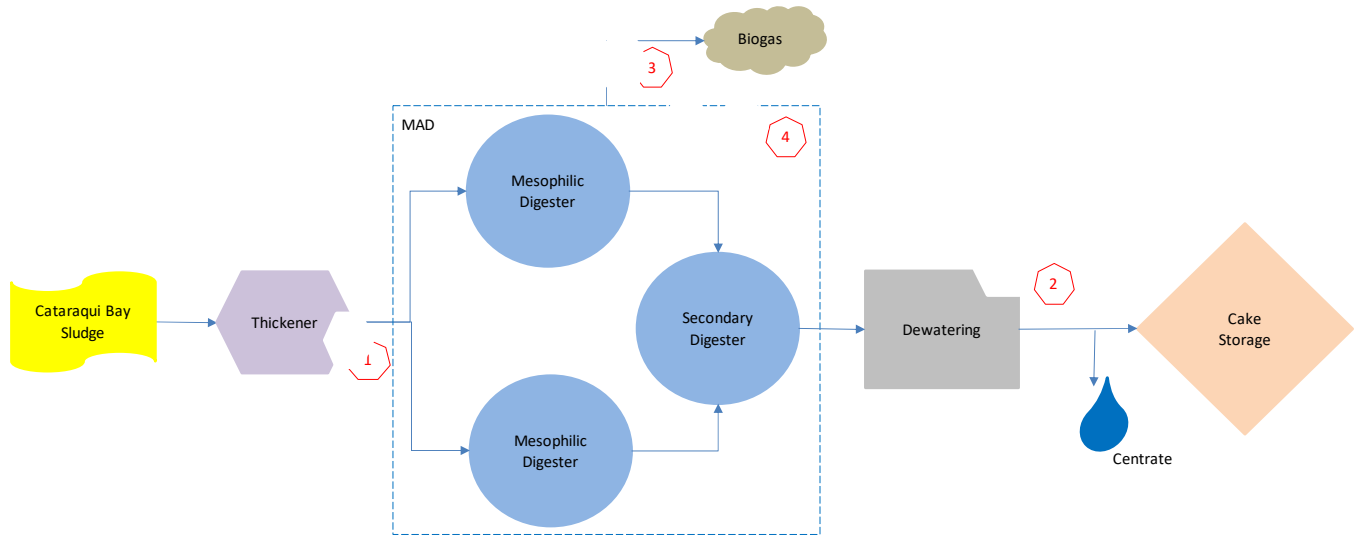 Biogas
3
MAD
4
Mesophilic
Digester
2
Cataraqui Bay
Sludge
Thickener
Secondary
Digester
Dewatering
Cake
Storage
1
Mesophilic
Digester
Centrate